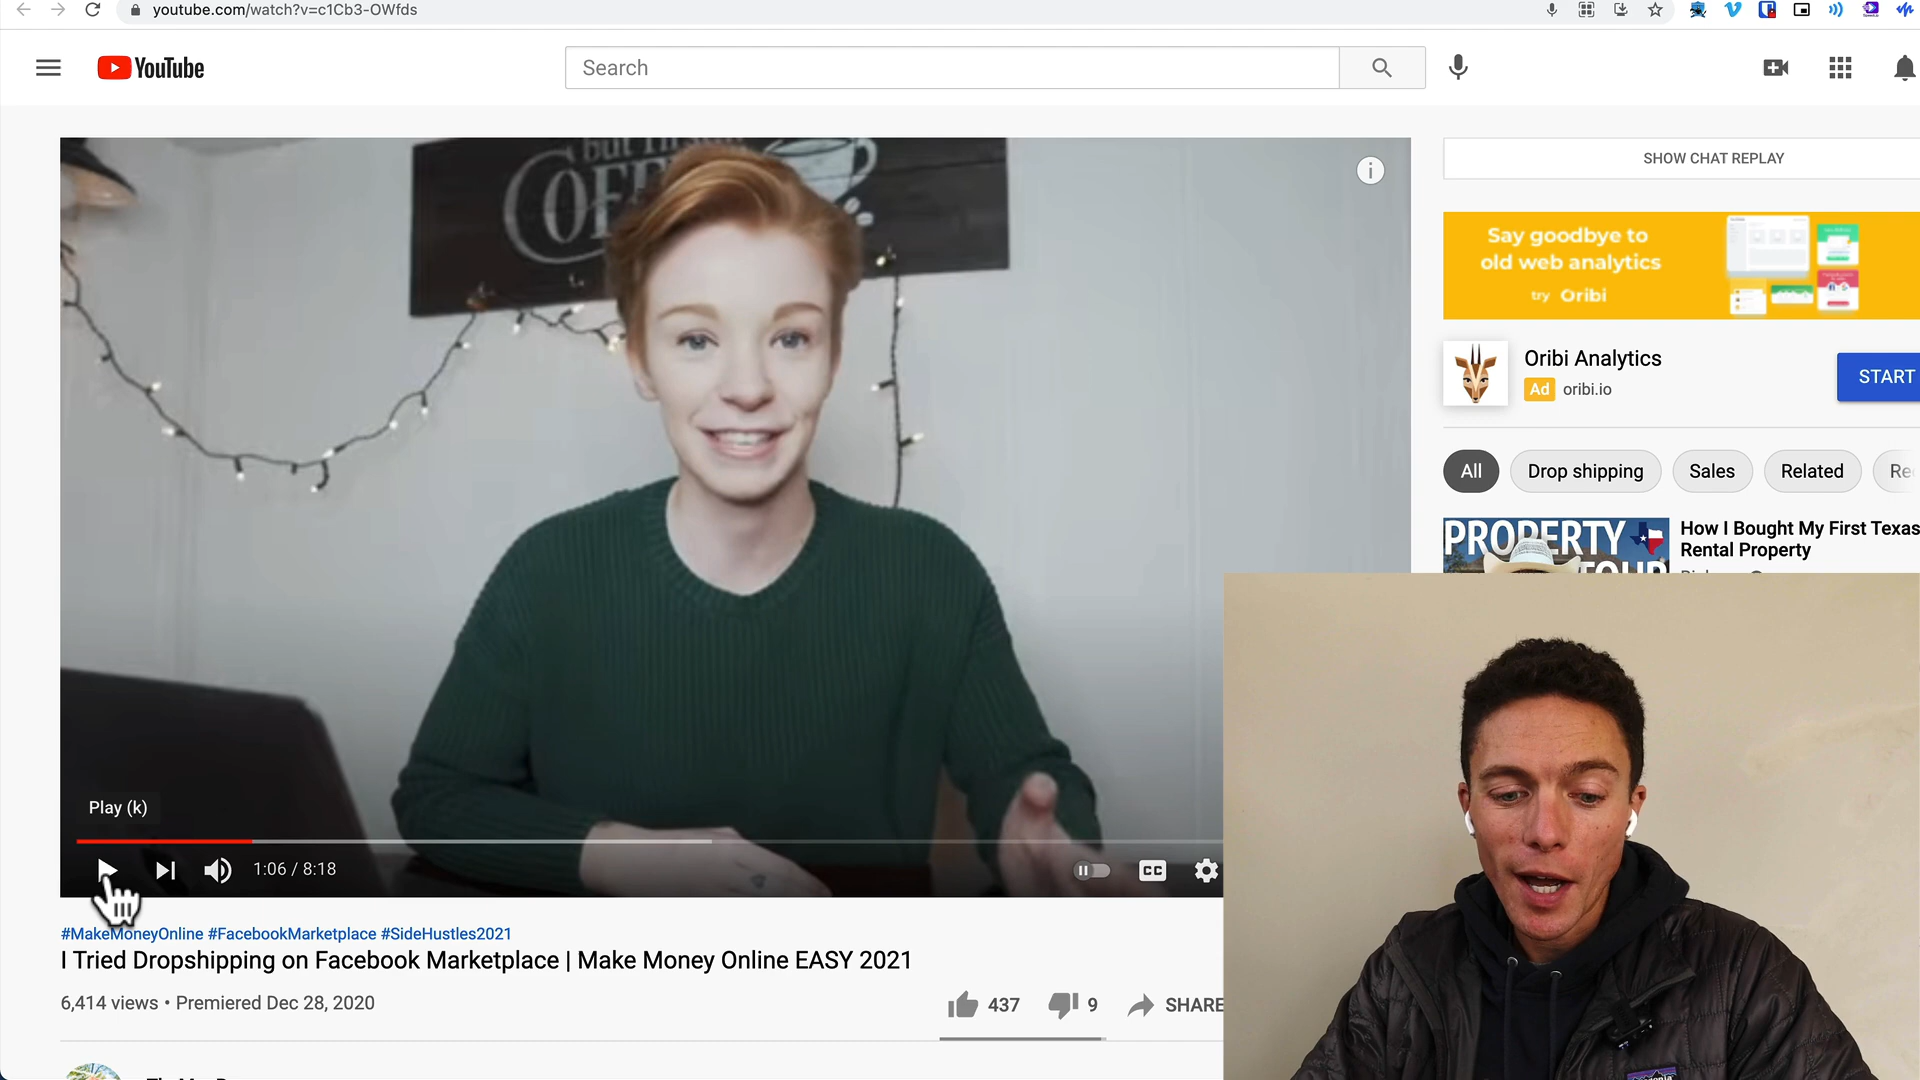 youtube.com/watch?v=c1Cb3-OWfds
YouTube
Search
SHOW CHAT REPLAY
Say goodbye to
old web analytics
try Oribi
Oribi Analytics
Ad oribi.io
START
All
Drop shipping
Sales
Related
PROPERTY
TOUR
How I Bought My First Texas
Rental Property
Play (k)
1:06 / 8:18
CC
#MakeMoneyOnline #FacebookMarketplace #SideHustles2021
I Tried Dropshipping on Facebook Marketplace | Make Money Online EASY 2021
6,414 views • Premiered Dec 28, 2020
437
9
SHARE